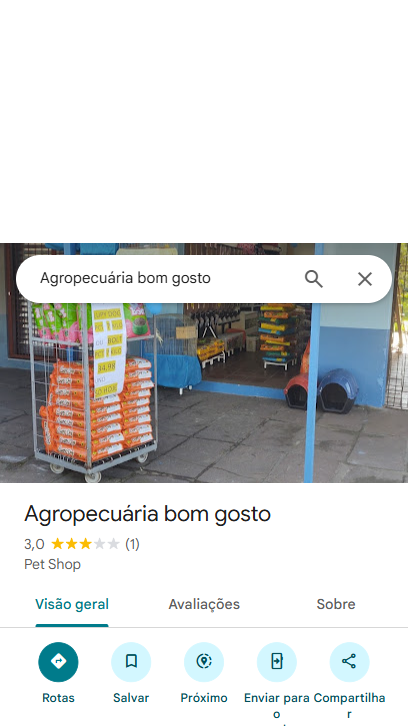 Agropecuária bom gosto
Agropecuária bom gosto
3,0 (1)
Pet Shop
Visão geral
Avaliações
Sobre
Rotas
Salvar
Próximo
Enviar para
o
Compartilha
r